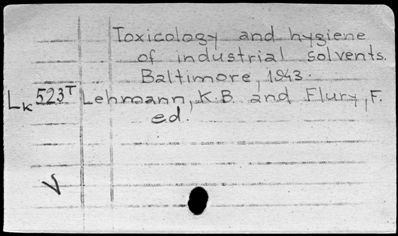 Toxicology and hygiene
of industrial solvents.
Baltimore, 1943.
Lk 523T Lehmann, K.B. and Flury, F.
ed.